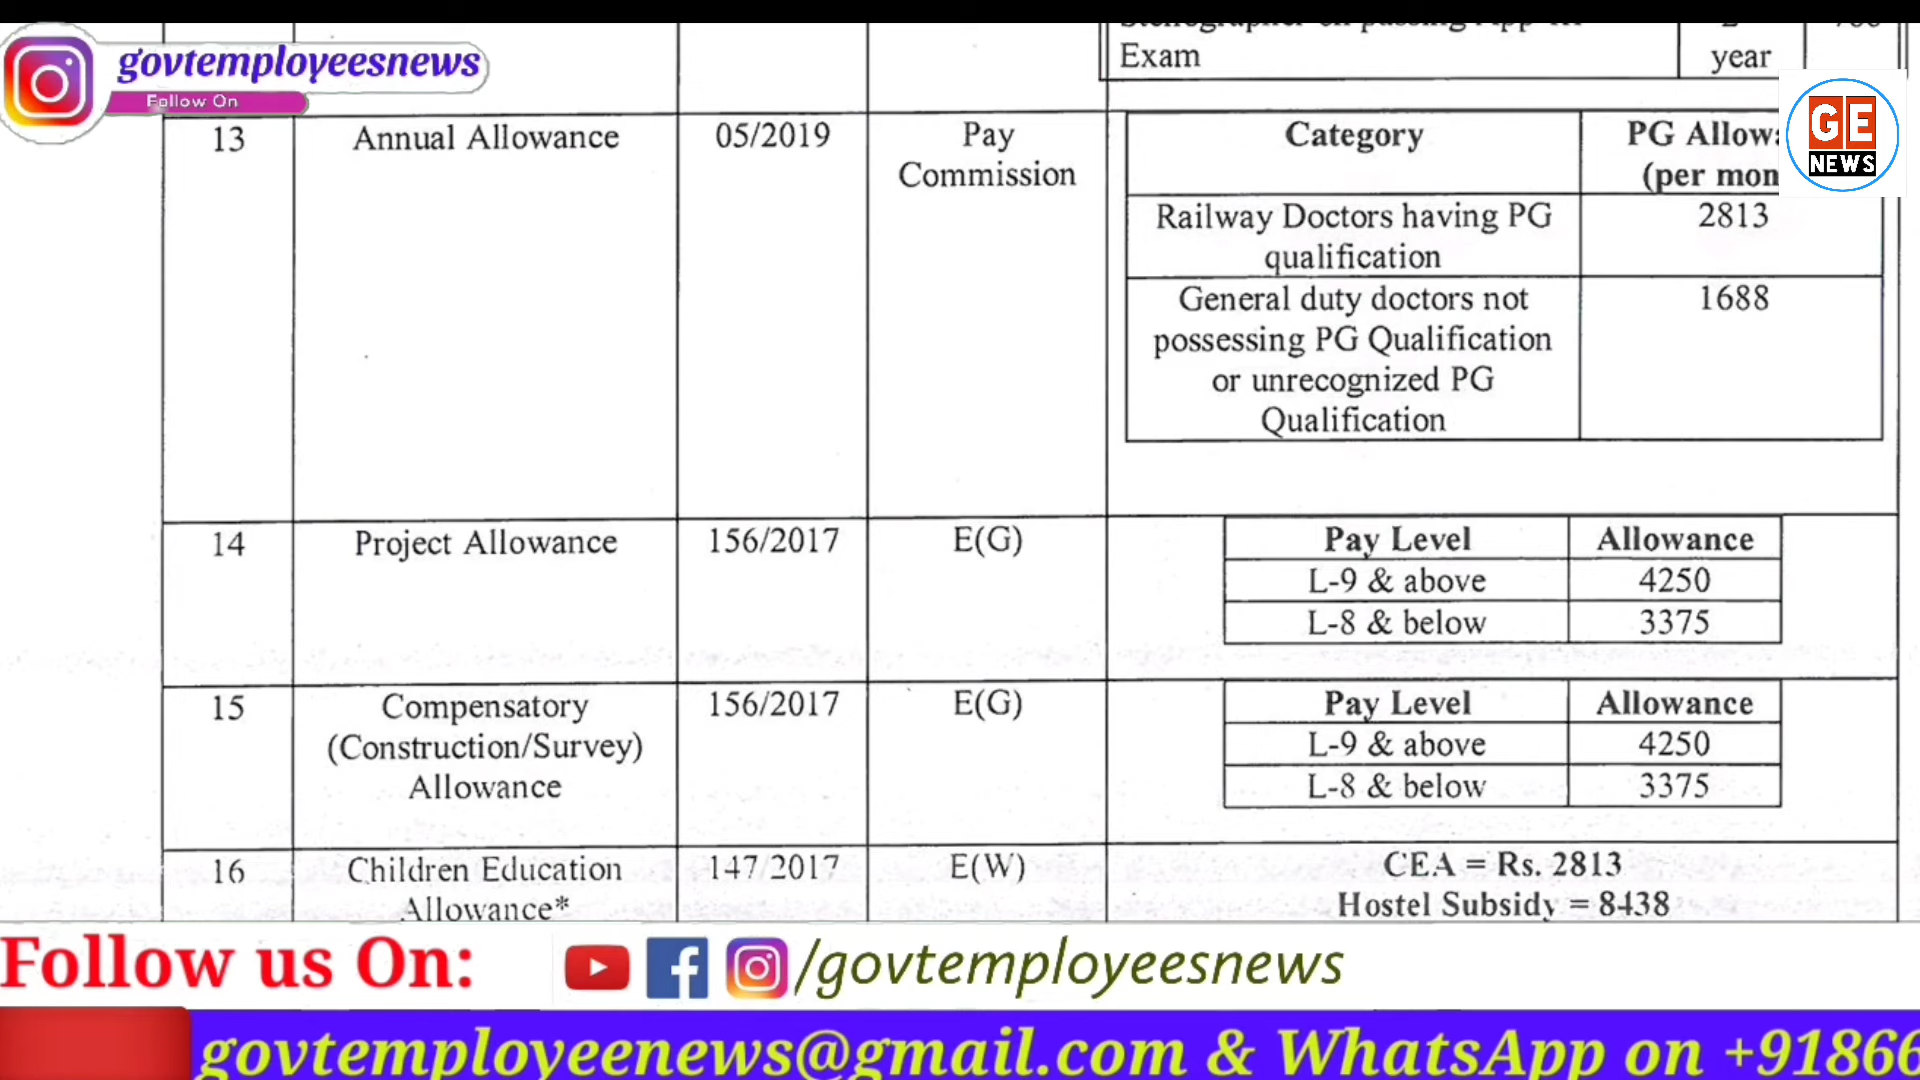 govtemployeesnews
Follow On
Exam
year
GE
NEWS
13 Annual Allowance 05/2019 Pay
Commission
Category PG
(per
Railway Doctors having PG
qualification
2813
General duty doctors not
possessing PG Qualification
or unrecognized PG
Qualification
1688
14 Project Allowance 156/2017 E(G)
Pay Level Allowance
L-9 & above 4250
L-8 & below 3375
15 Compensatory
(Construction/Survey)
Allowance
156/2017 E(G)
Pay Level Allowance
L-9 & above 4250
L-8 & below 3375
16 Children Education
Allowance*
147/2017 E(W)
CEA = Rs. 2813
Hostel Subsidy = 8438
Follow us On: /govtemployeesnews
govtemployeenews@gmail.com & WhatsApp on +91866